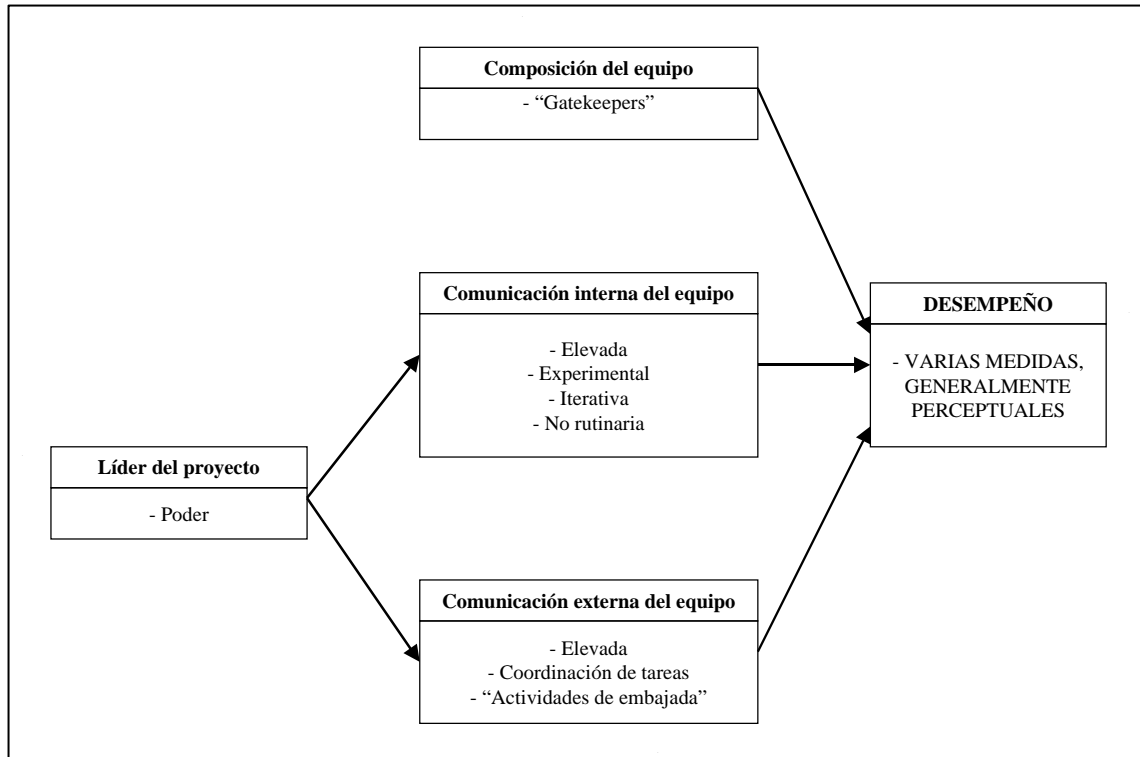 Composición del equipo
- “Gatekeepers”
Comunicación interna del equipo
- Elevada
- Experimental
- Iterativa
- No rutinaria
DESEMPEÑO
- VARIAS MEDIDAS,
GENERALMENTE
PERCEPTUALES
Líder del proyecto
- Poder
Comunicación externa del equipo
- Elevada
- Coordinación de tareas
- “Actividades de embajada”